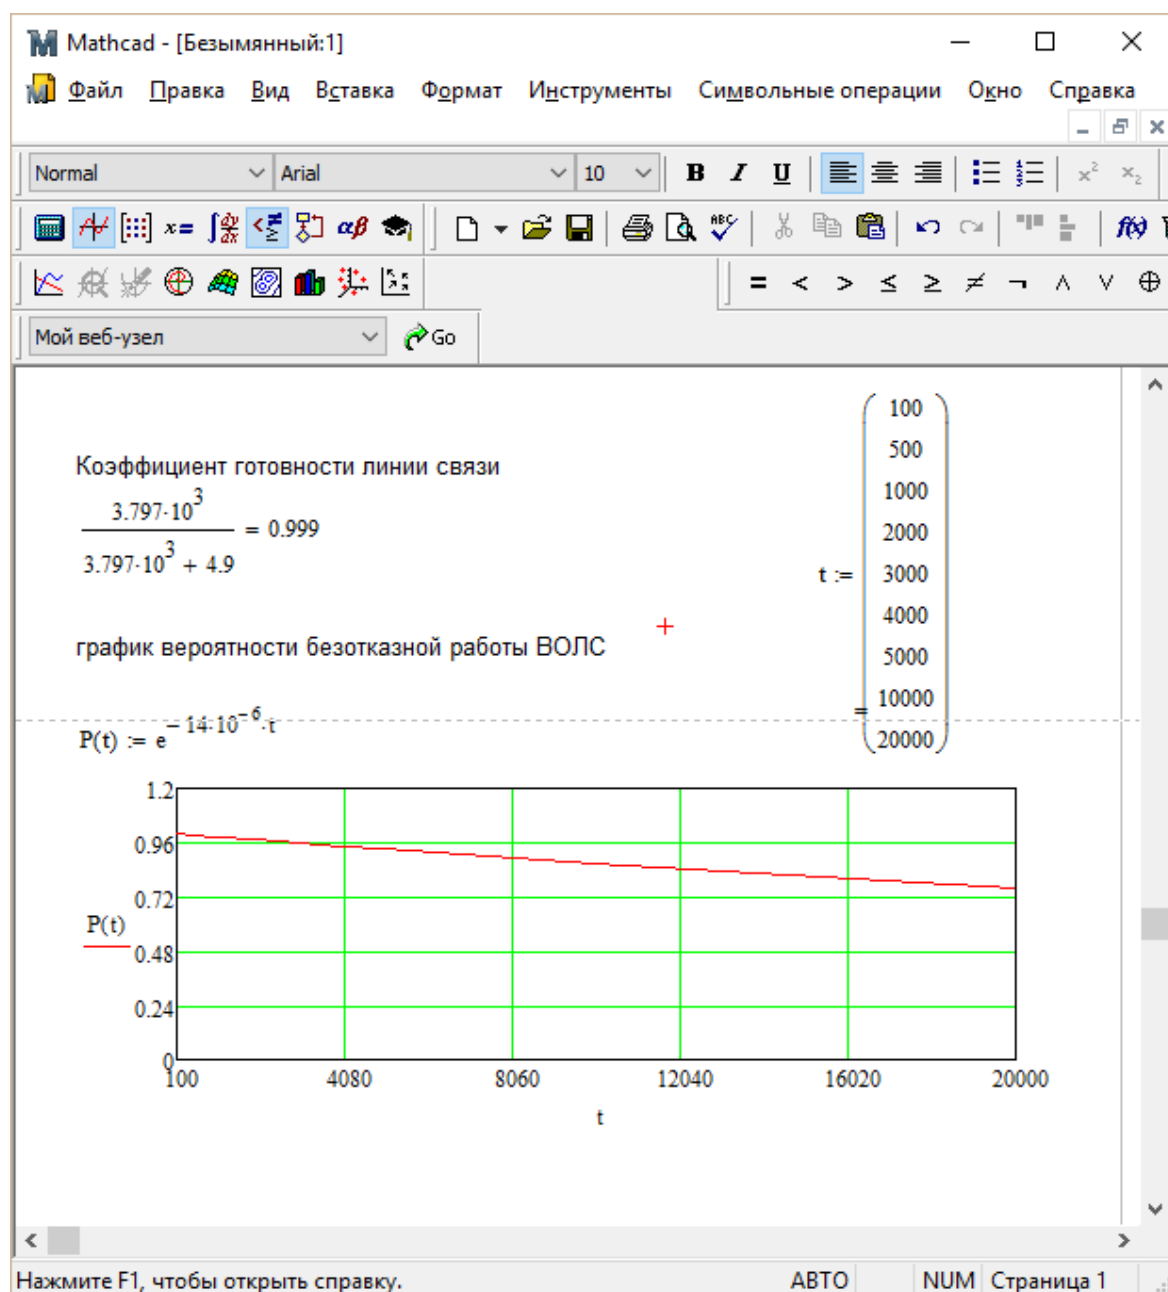 Mathcad - [Безымянный:1]
Файл Правка Вид Вставка Формат Инструменты Символьные операции Окно Справка
Normal Arial 10 B I U x² x₂
x= αβ f(x)
= < > ≤ ≥ ≠ ¬ ∧ ∨ ⊕
Мой веб-узел Go
Коэффициент готовности линии связи
3.797·10^3
3.797·10^3 + 4.9
= 0.999
t :=
100
500
1000
2000
3000
4000
5000
10000
20000
=
график вероятности безотказной работы ВОЛС
P(t) := e^(−14·10^−6·t)
1.2
0.96
0.72
P(t)
0.48
0.24
0
100 4080 8060 12040 16020 20000
t
Нажмите F1, чтобы открыть справку. АВТО NUM Страница 1